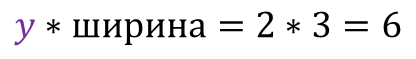 y * ширина = 2 * 3 = 6